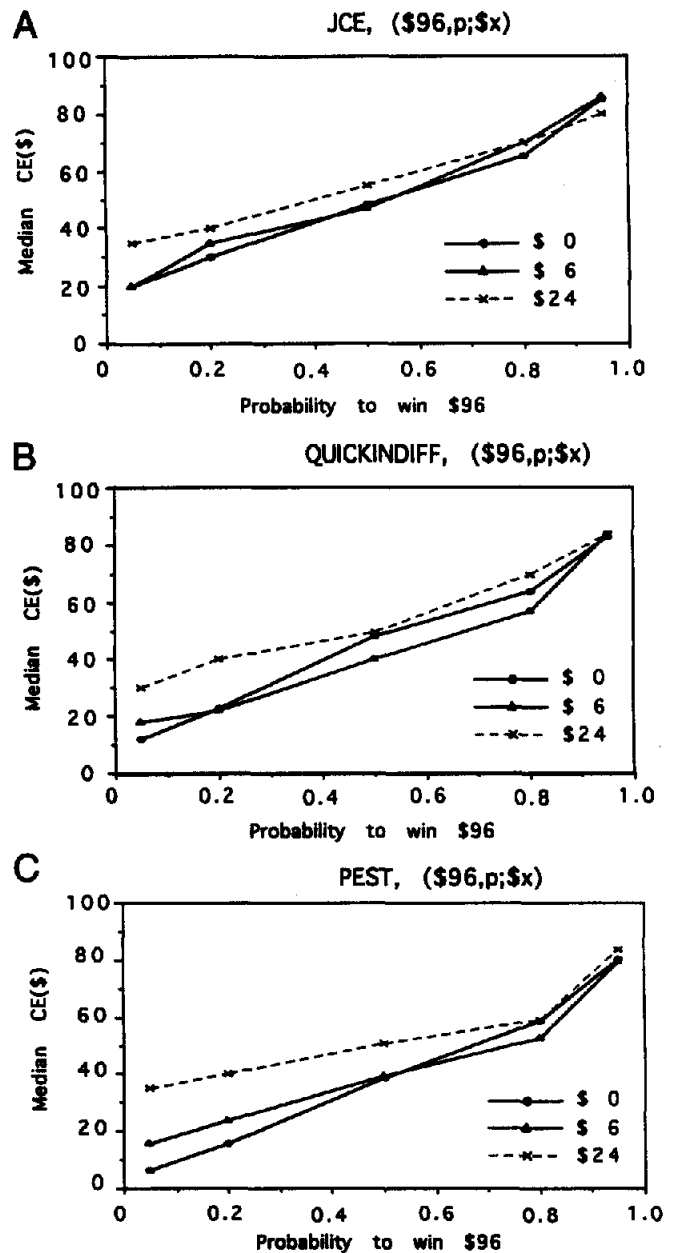 A
JCE, ($96,p;$x)
Median CE($)
100
80
60
40
20
0
$ 0
$ 6
$24
0 0.2 0.4 0.6 0.8 1.0
Probability to win $96
B
QUICKINDIFF, ($96,p;$x)
Median CE($)
100
80
60
40
20
0
$ 0
$ 6
$24
0 0.2 0.4 0.6 0.8 1.0
Probability to win $96
C
PEST, ($96,p;$x)
Median CE($)
100
80
60
40
20
0
$ 0
$ 6
$24
0 0.2 0.4 0.6 0.8 1.0
Probability to win $96